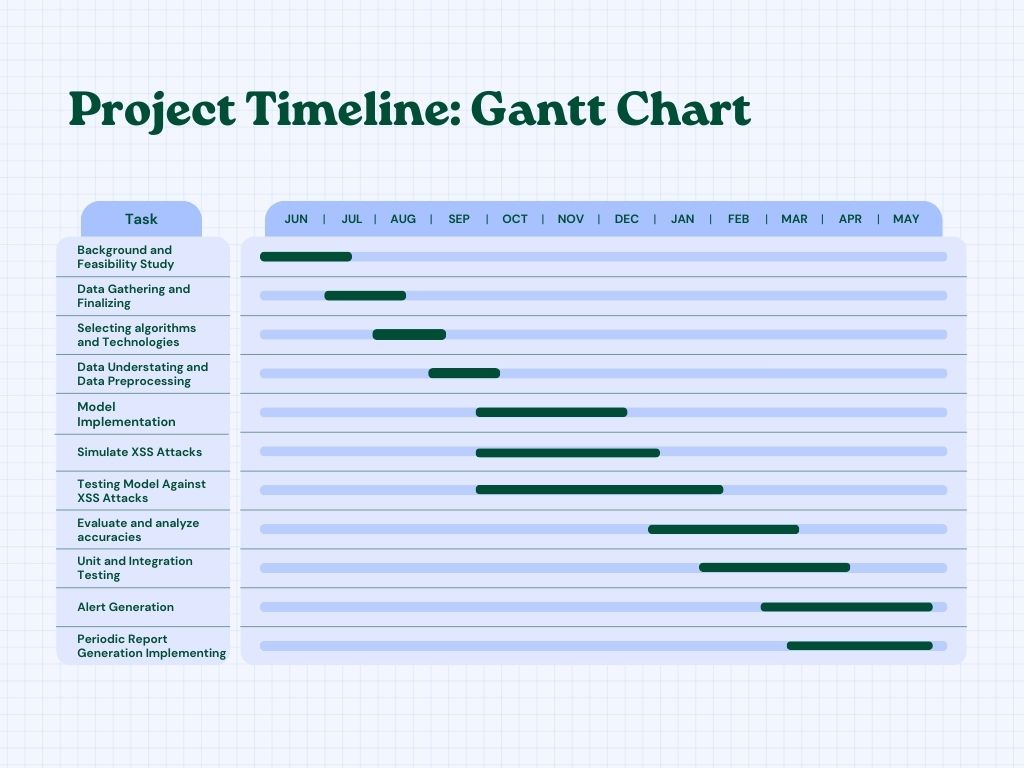 Project Timeline: Gantt Chart
Task
JUN | JUL | AUG | SEP | OCT | NOV | DEC | JAN | FEB | MAR | APR | MAY
Background and
Feasibility Study
Data Gathering and
Finalizing
Selecting algorithms
and Technologies
Data Understating and
Data Preprocessing
Model
Implementation
Simulate XSS Attacks
Testing Model Against
XSS Attacks
Evaluate and analyze
accuracies
Unit and Integration
Testing
Alert Generation
Periodic Report
Generation Implementing